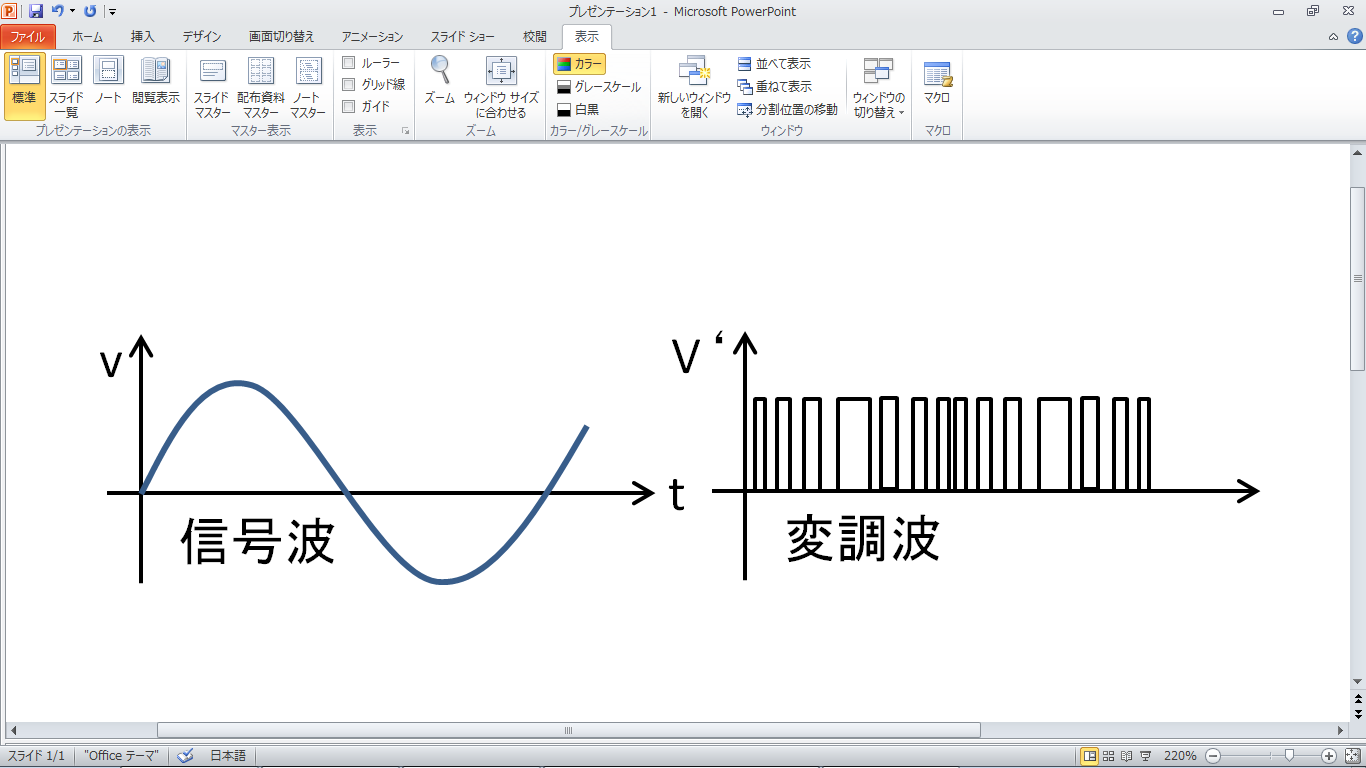 プレゼンテーション1 - Microsoft PowerPoint
ファイル ホーム 挿入 デザイン 画面切り替え アニメーション スライド ショー 校閲 表示
標準 スライド一覧 ノート 閲覧表示
プレゼンテーションの表示
スライド マスター 配布資料 マスター ノート マスター
マスター表示
ルーラー
グリッド線
ガイド
表示
ズーム ウィンドウ サイズに合わせる
ズーム
カラー
グレースケール
白黒
カラー/グレースケール
新しいウィンドウを開く
並べて表示
重ねて表示
分割位置の移動
ウィンドウの切り替え
ウィンドウ
マクロ
マクロ
v
t
信号波
V ‘
変調波
スライド 1/1 "Office テーマ" 日本語 220%